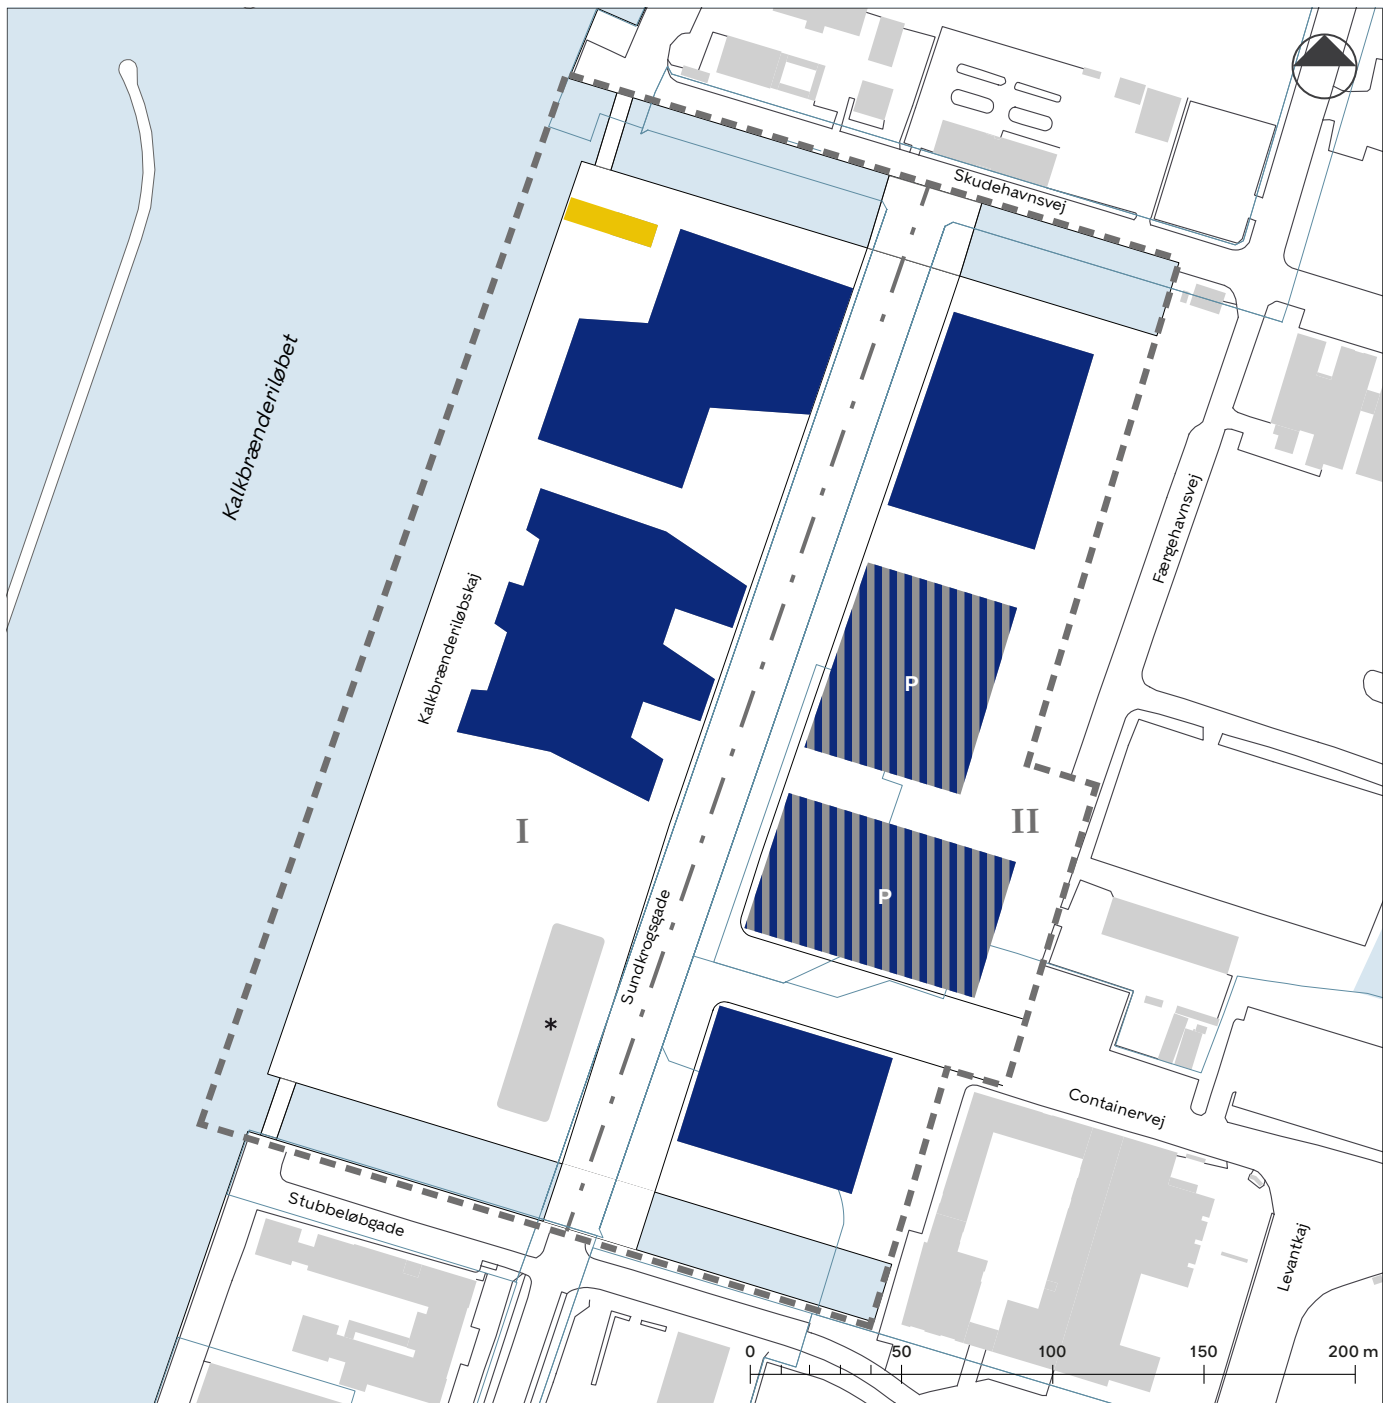 Skudehavnsvej
Kalkbrænderiløbet
Færgehavnsvej
Kalkbrænderiløbskaj
P
I
II
P
Sundkrogsgade
*
Containervej
Stubbeløbgade
Levantkaj
0 50 100 150 200 m